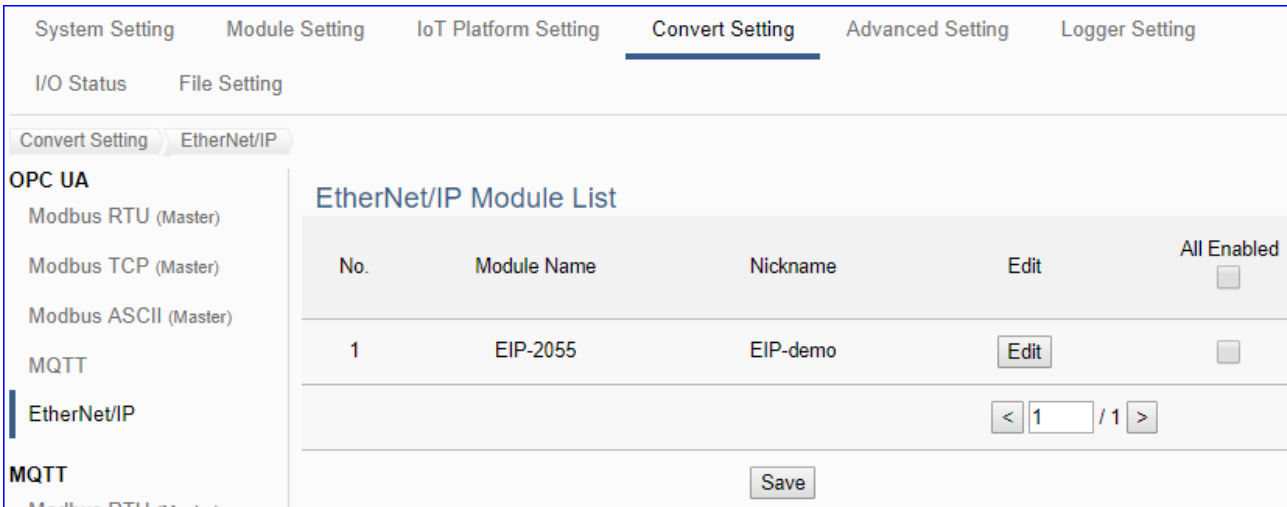 System Setting Module Setting IoT Platform Setting Convert Setting Advanced Setting Logger Setting
I/O Status File Setting
Convert Setting EtherNet/IP
OPC UA
Modbus RTU (Master)
Modbus TCP (Master)
Modbus ASCII (Master)
MQTT
EtherNet/IP
MQTT
EtherNet/IP Module List
No. Module Name Nickname Edit All Enabled
1 EIP-2055 EIP-demo Edit
< 1 / 1 >
Save